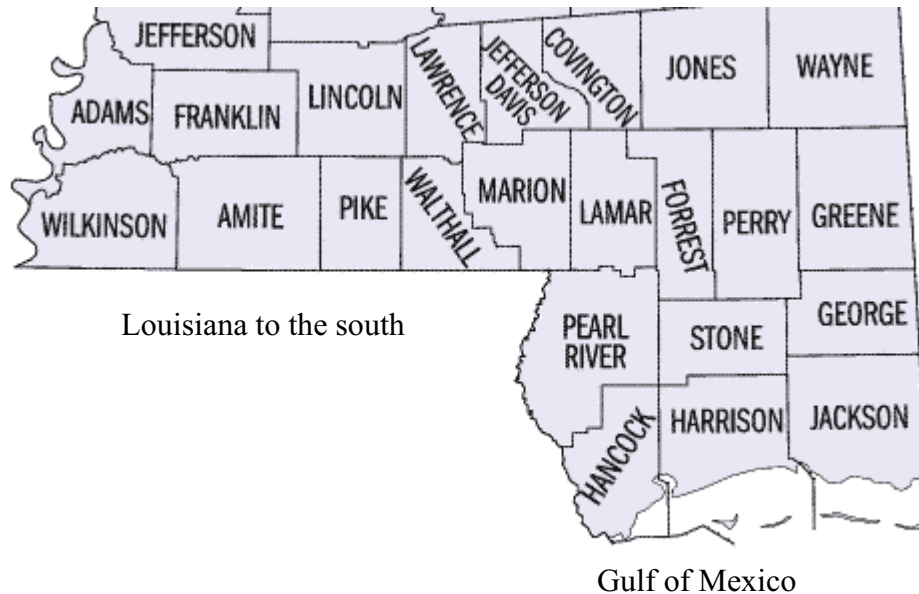 JEFFERSON
LAWRENCE
JEFFERSON
DAVIS
COVINGTON
JONES
WAYNE
ADAMS
FRANKLIN
LINCOLN
WILKINSON
AMITE
PIKE
WALTHALL
MARION
LAMAR
FORREST
PERRY
GREENE
Louisiana to the south
PEARL
RIVER
STONE
GEORGE
HANCOCK
HARRISON
JACKSON
Gulf of Mexico